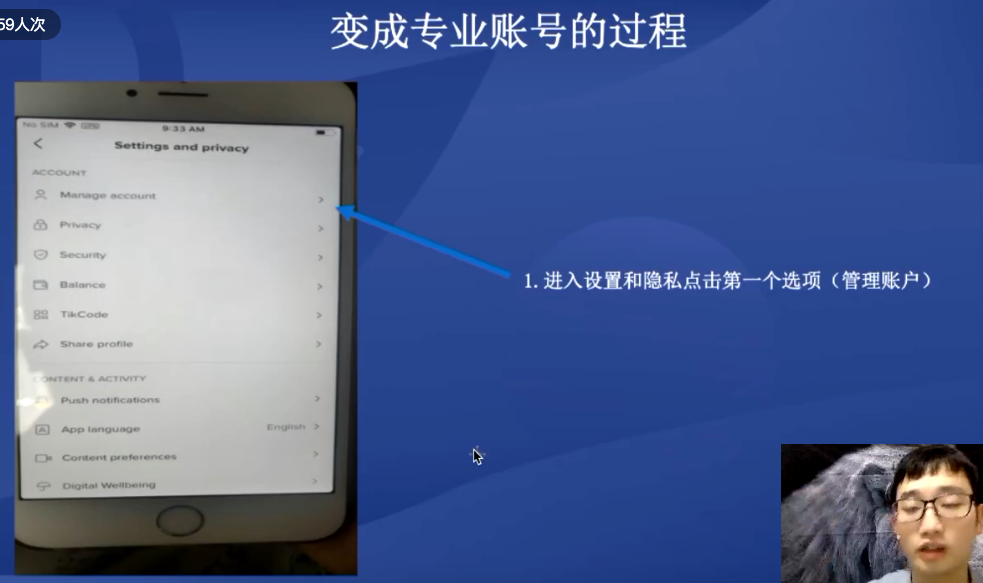 59人次
变成专业账号的过程
No SIM
9:33 AM
Settings and privacy
ACCOUNT
Manage account
Privacy
Security
Balance
TikCode
Share profile
CONTENT & ACTIVITY
Push notifications
App language English
Content preferences
Digital Wellbeing
1. 进入设置和隐私点击第一个选项（管理账户）